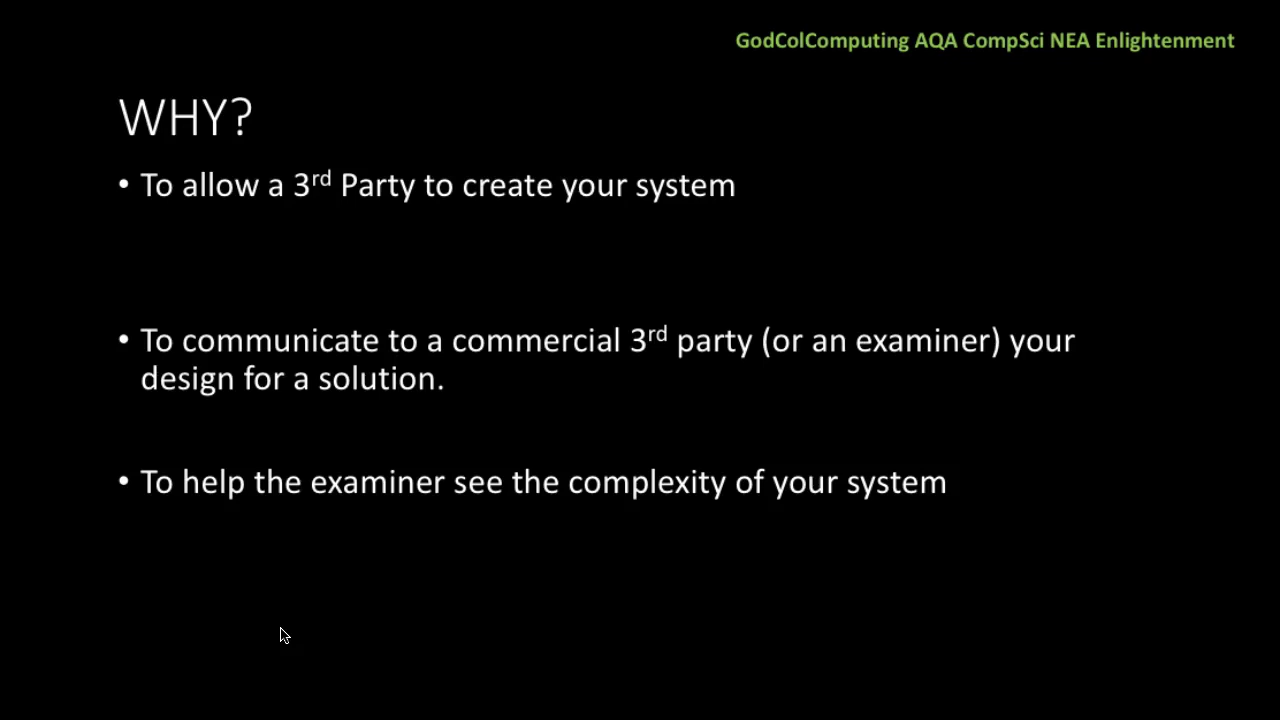 GodColComputing AQA CompSci NEA Enlightenment
WHY?
• To allow a 3rd Party to create your system
• To communicate to a commercial 3rd party (or an examiner) your
design for a solution.
• To help the examiner see the complexity of your system